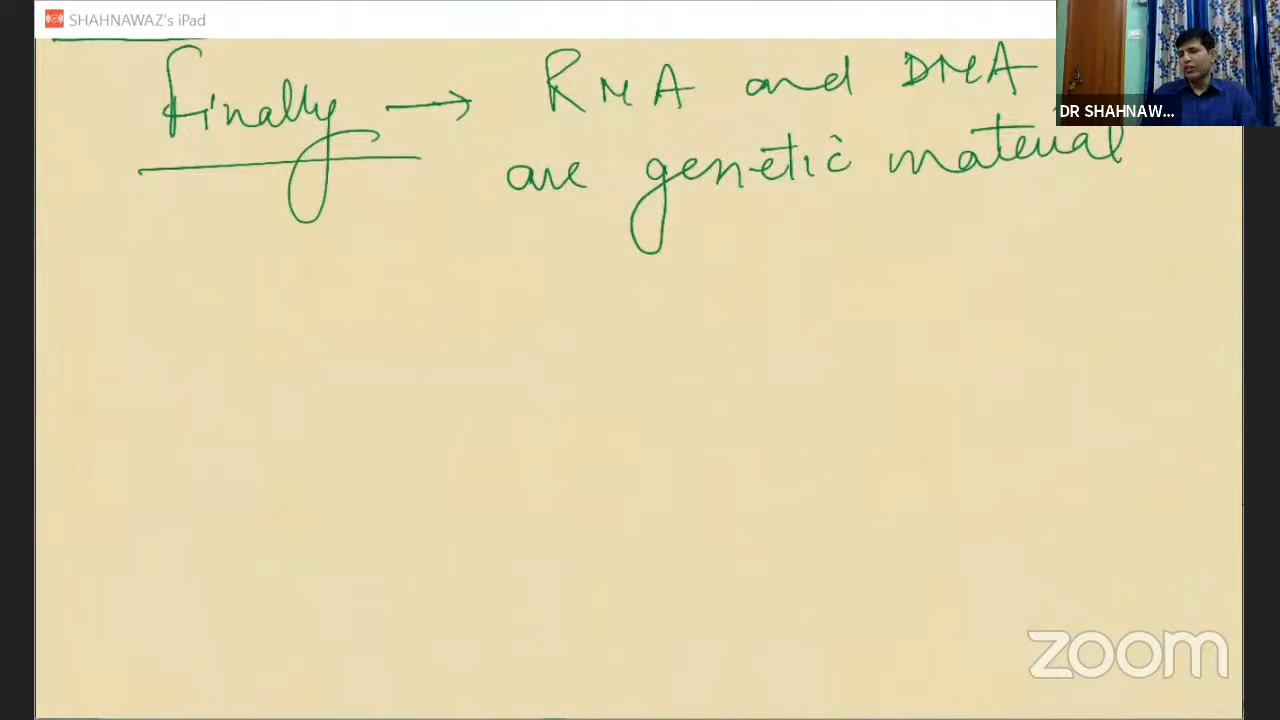 SHAHNAWAZ's iPad
Finally → RNA and DNA
are genetic material
DR SHAHNAW...
zoom